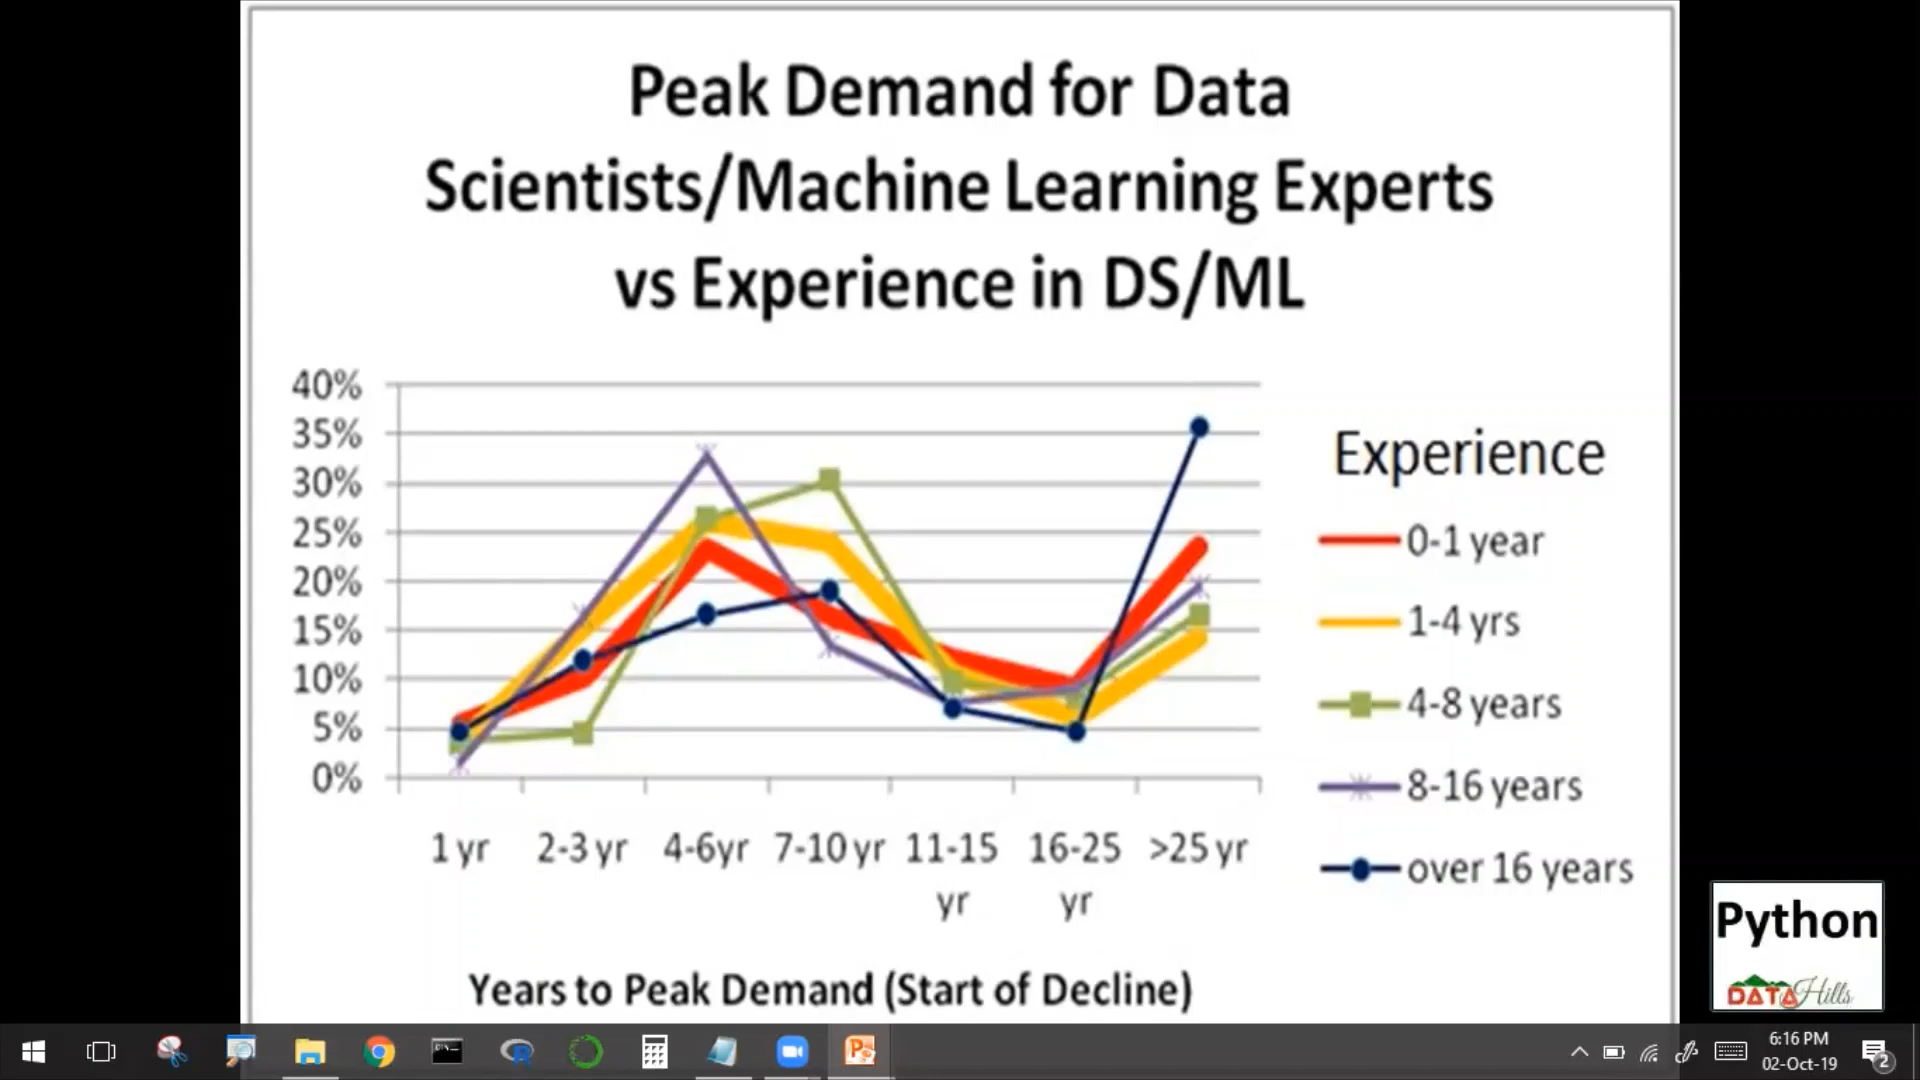 Peak Demand for Data
Scientists/Machine Learning Experts
vs Experience in DS/ML
40%
35%
30%
25%
20%
15%
10%
5%
0%
1 yr 2-3 yr 4-6yr 7-10 yr 11-15 yr 16-25 yr >25 yr
Years to Peak Demand (Start of Decline)
Experience
0-1 year
1-4 yrs
4-8 years
8-16 years
over 16 years
Python
DATAHills
6:16 PM
02-Oct-19
2